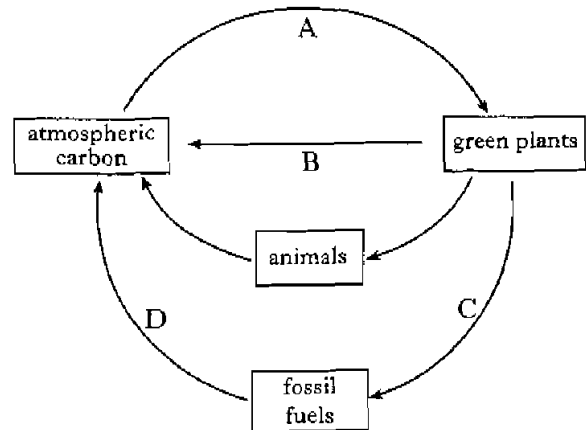 A
atmospheric
carbon
green plants
B
animals
D
C
fossil
fuels